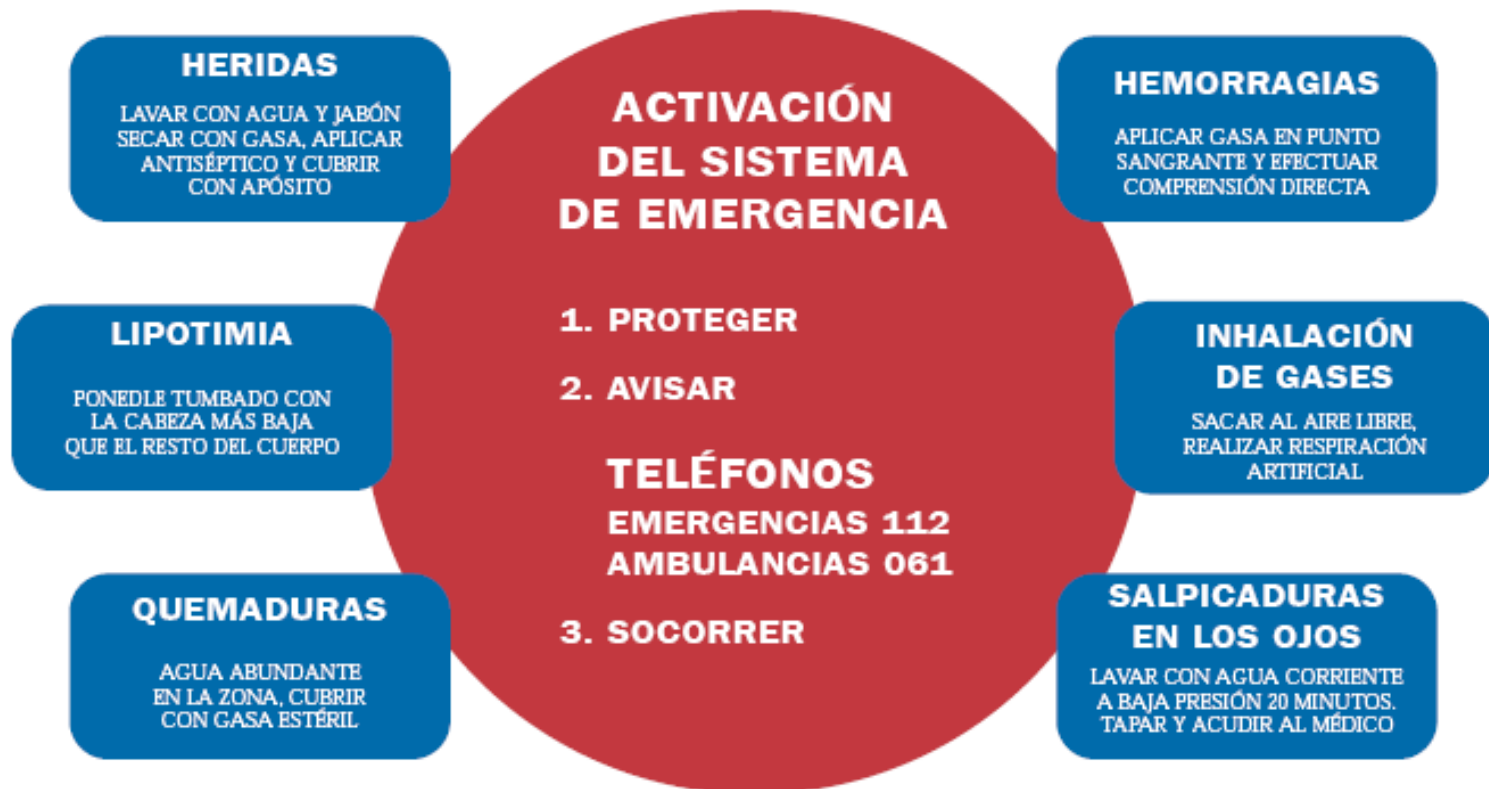 HERIDAS
LAVAR CON AGUA Y JABÓN
SECAR CON GASA, APLICAR
ANTISÉPTICO Y CUBRIR
CON APÓSITO
LIPOTIMIA
PONEDLE TUMBADO CON
LA CABEZA MÁS BAJA
QUE EL RESTO DEL CUERPO
QUEMADURAS
AGUA ABUNDANTE
EN LA ZONA, CUBRIR
CON GASA ESTÉRIL
ACTIVACIÓN
DEL SISTEMA
DE EMERGENCIA
1. PROTEGER
2. AVISAR
TELÉFONOS
EMERGENCIAS 112
AMBULANCIAS 061
3. SOCORRER
HEMORRAGIAS
APLICAR GASA EN PUNTO
SANGRANTE Y EFECTUAR
COMPRENSIÓN DIRECTA
INHALACIÓN
DE GASES
SACAR AL AIRE LIBRE,
REALIZAR RESPIRACIÓN
ARTIFICIAL
SALPICADURAS
EN LOS OJOS
LAVAR CON AGUA CORRIENTE
A BAJA PRESIÓN 20 MINUTOS.
TAPAR Y ACUDIR AL MÉDICO